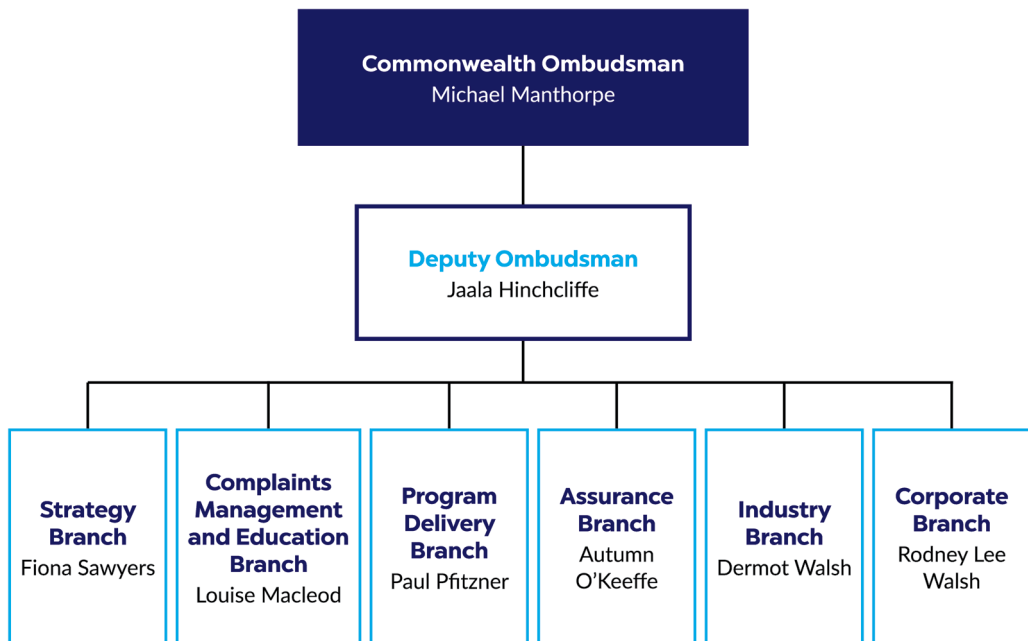 Commonwealth Ombudsman
Michael Manthorpe
Deputy Ombudsman
Jaala Hinchcliffe
Strategy
Branch
Fiona Sawyers
Complaints
Management
and Education
Branch
Louise Macleod
Program
Delivery
Branch
Paul Pfitzner
Assurance
Branch
Autumn
O'Keeffe
Industry
Branch
Dermot Walsh
Corporate
Branch
Rodney Lee
Walsh